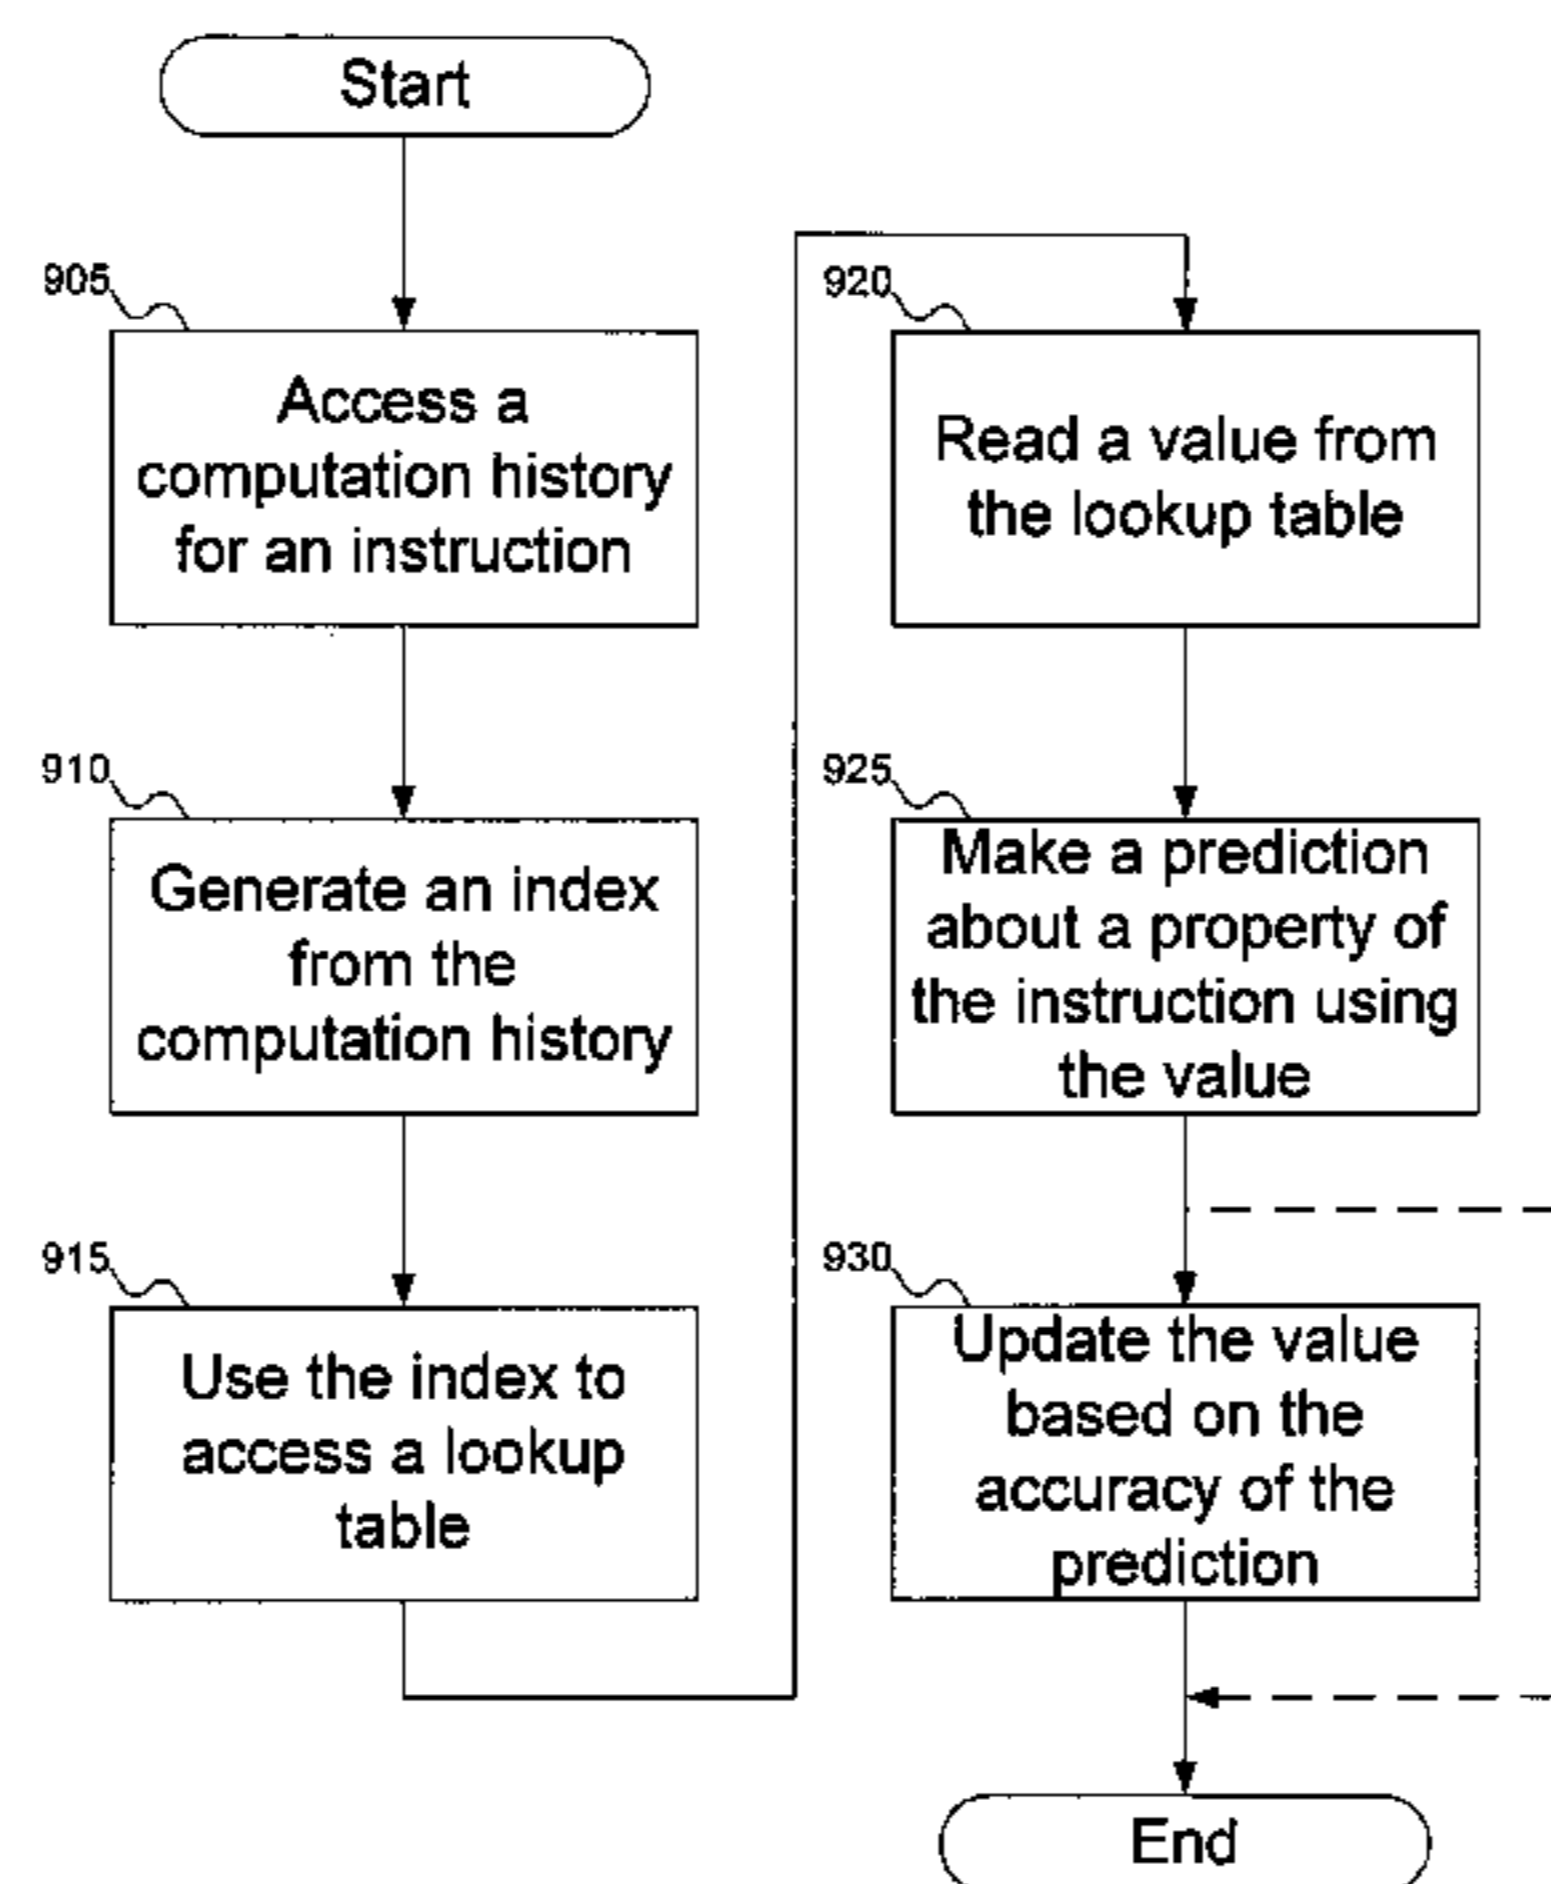 Start
905
Access a
computation history
for an instruction
910
Generate an index
from the
computation history
915
Use the index to
access a lookup
table
920
Read a value from
the lookup table
925
Make a prediction
about a property of
the instruction using
the value
930
Update the value
based on the
accuracy of the
prediction
End